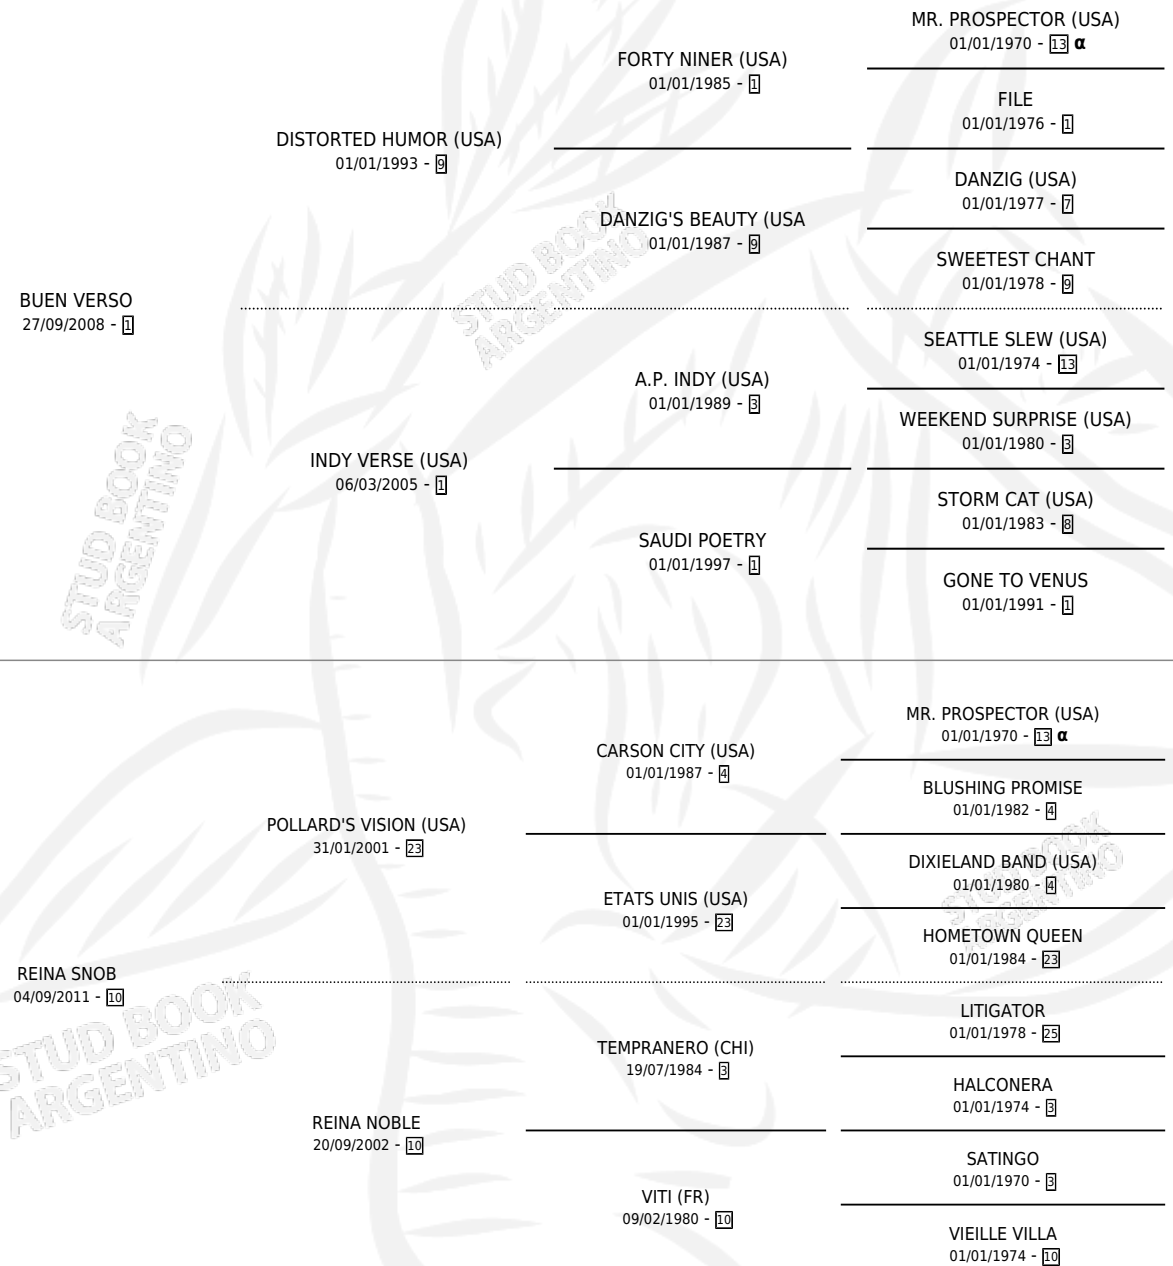 MR. PROSPECTOR (USA)
01/01/1970 - 13 α
FORTY NINER (USA)
01/01/1985 - 1
FILE
01/01/1976 - 1
DISTORTED HUMOR (USA)
01/01/1993 - 9
DANZIG (USA)
01/01/1977 - 7
DANZIG'S BEAUTY (USA
01/01/1987 - 9
SWEETEST CHANT
01/01/1978 - 9
BUEN VERSO
27/09/2008 - 1
SEATTLE SLEW (USA)
01/01/1974 - 13
A.P. INDY (USA)
01/01/1989 - 3
WEEKEND SURPRISE (USA)
01/01/1980 - 3
INDY VERSE (USA)
06/03/2005 - 1
STORM CAT (USA)
01/01/1983 - 8
SAUDI POETRY
01/01/1997 - 1
GONE TO VENUS
01/01/1991 - 1
STUD BOOK
ARGENTINO
STUD BOOK
ARGENTINO
MR. PROSPECTOR (USA)
01/01/1970 - 13 α
CARSON CITY (USA)
01/01/1987 - 4
BLUSHING PROMISE
01/01/1982 - 4
POLLARD'S VISION (USA)
31/01/2001 - 23
DIXIELAND BAND (USA)
01/01/1980 - 4
ETATS UNIS (USA)
01/01/1995 - 23
HOMETOWN QUEEN
01/01/1984 - 23
REINA SNOB
04/09/2011 - 10
LITIGATOR
01/01/1978 - 25
TEMPRANERO (CHI)
19/07/1984 - 3
HALCONERA
01/01/1974 - 3
REINA NOBLE
20/09/2002 - 10
SATINGO
01/01/1970 - 3
VITI (FR)
09/02/1980 - 10
VIEILLE VILLA
01/01/1974 - 10
STUD BOOK
ARGENTINO
STUD BOOK
ARGENTINO